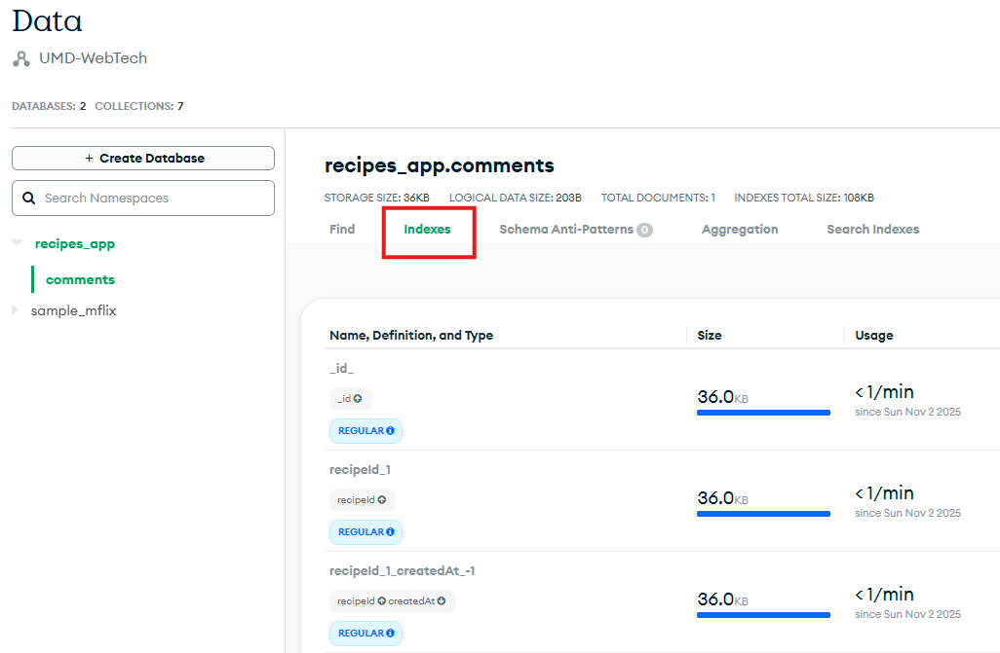 Data
UMD-WebTech
DATABASES: 2 COLLECTIONS: 7
+ Create Database
Search Namespaces
recipes_app
comments
sample_mflix
recipes_app.comments
STORAGE SIZE: 36KB LOGICAL DATA SIZE: 203B TOTAL DOCUMENTS: 1 INDEXES TOTAL SIZE: 108KB
Find Indexes Schema Anti-Patterns 0 Aggregation Search Indexes
Name, Definition, and Type Size Usage
_id_
_id
REGULAR
36.0KB
< 1/min
since Sun Nov 2 2025
recipeId_1
recipeId
REGULAR
36.0KB
< 1/min
since Sun Nov 2 2025
recipeId_1_createdAt_-1
recipeId createdAt
REGULAR
36.0KB
< 1/min
since Sun Nov 2 2025